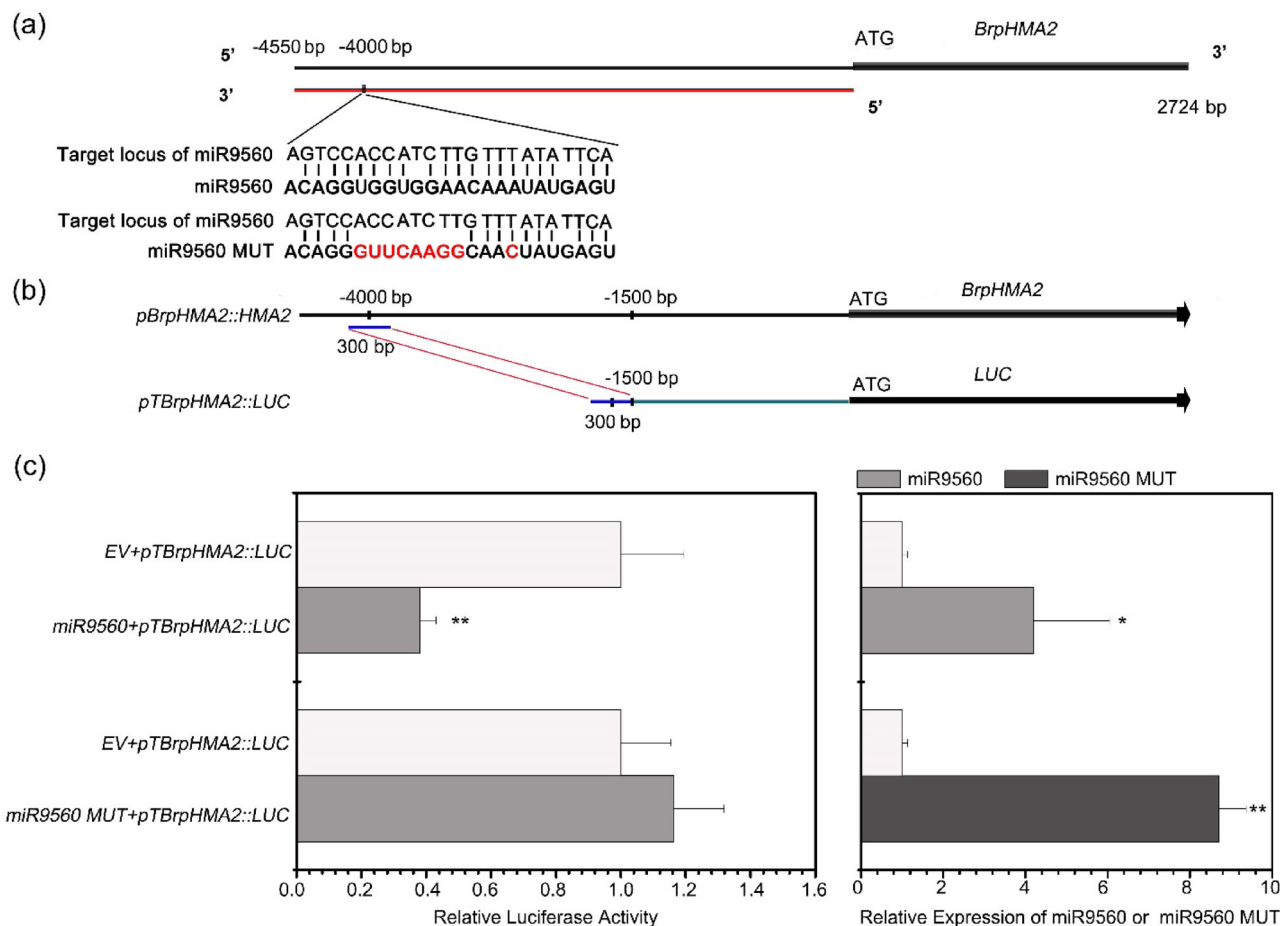 (a)
BrpHMA2
ATG
-4550 bp -4000 bp
5’
3’
3’
5’
2724 bp
Target locus of miR9560 AGTCCACCATCTTGTTTATATTCA
miR9560 ACAGGUGGUGGAACAAAUAUGAGU
Target locus of miR9560 AGTCCACCATCTTGTTTATATTCA
miR9560 MUT ACAGGGUUCAAGGCAACUAUGAGU
(b)
-4000 bp
-1500 bp
ATG
BrpHMA2
pBrpHMA2::HMA2
300 bp
-1500 bp
ATG
LUC
pTBrpHMA2::LUC
300 bp
(c)
miR9560 miR9560 MUT
EV+pTBrpHMA2::LUC
miR9560+pTBrpHMA2::LUC
**
*
EV+pTBrpHMA2::LUC
miR9560 MUT+pTBrpHMA2::LUC
**
0.0 0.2 0.4 0.6 0.8 1.0 1.2 1.4 1.6
0 2 4 6 8 10
Relative Luciferase Activity
Relative Expression of miR9560 or miR9560 MUT